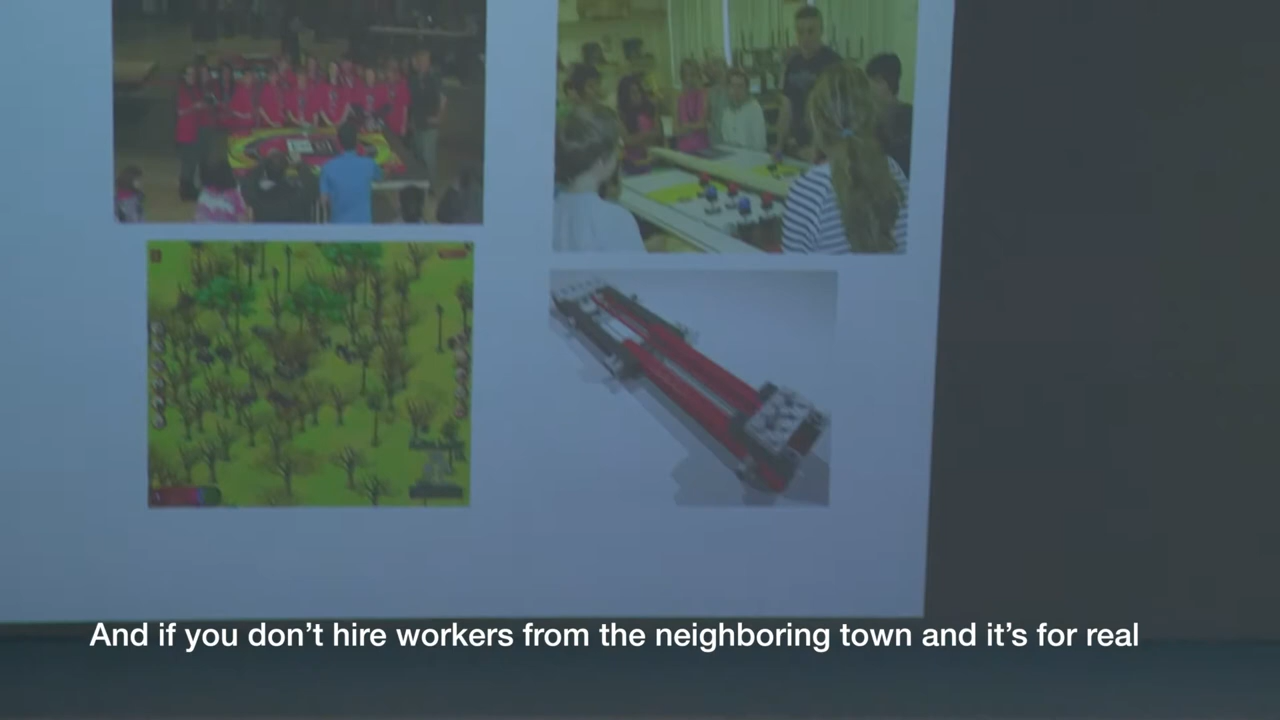 And if you don’t hire workers from the neighboring town and it’s for real